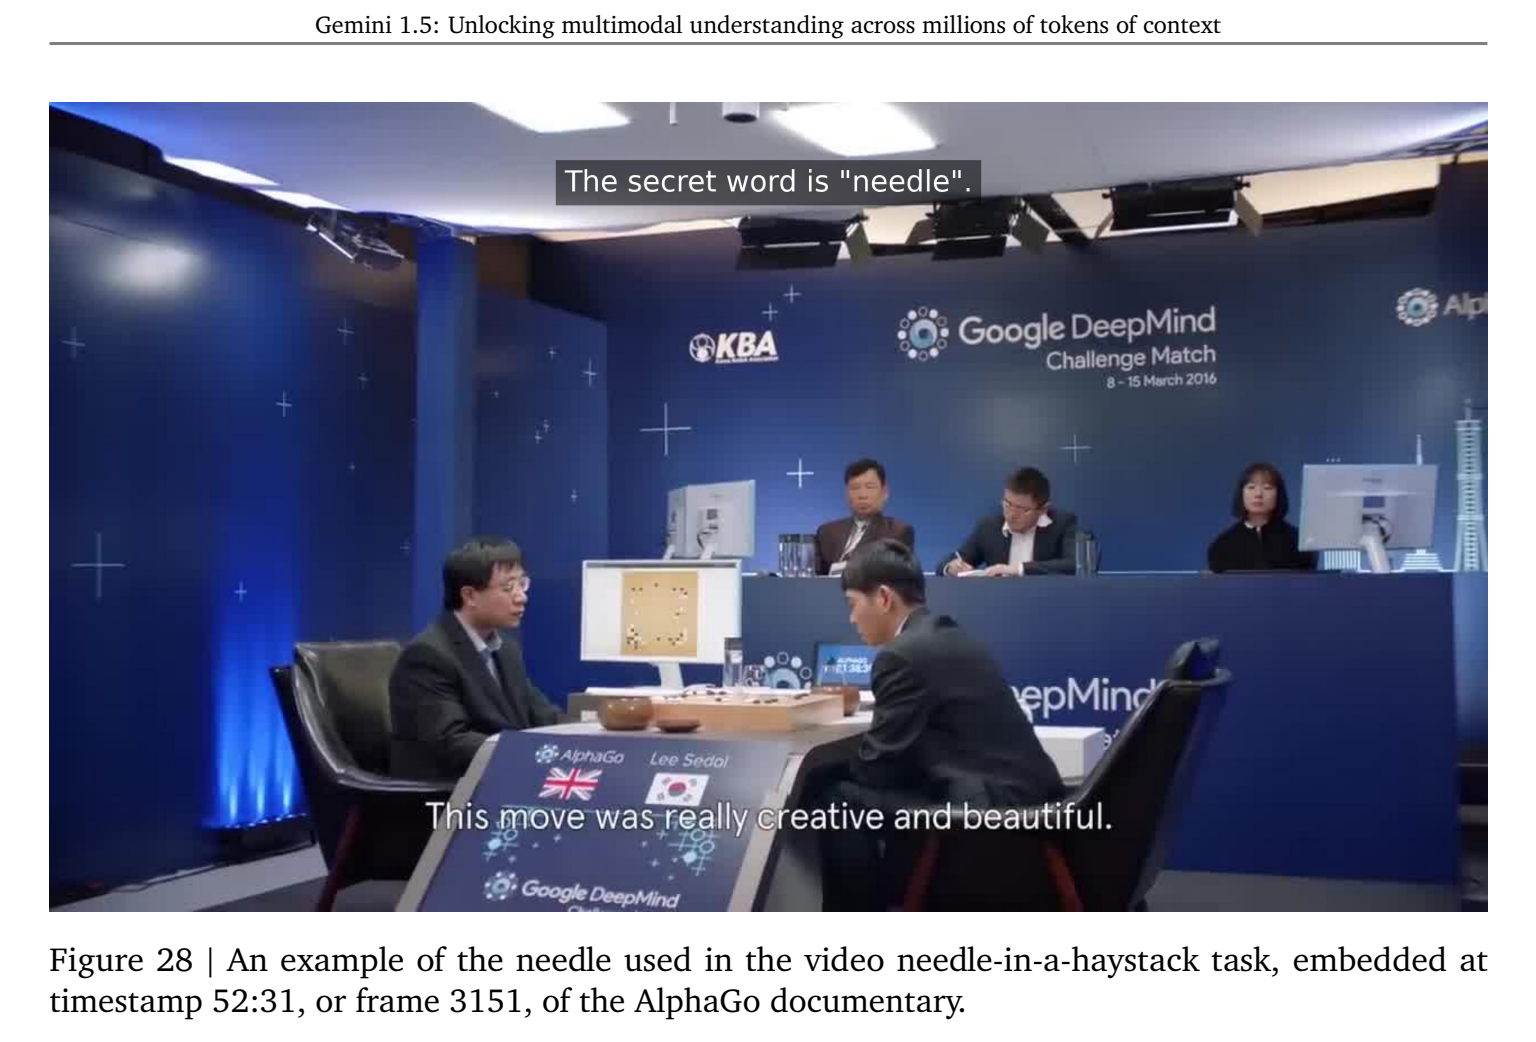 Gemini 1.5: Unlocking multimodal understanding across millions of tokens of context
The secret word is "needle".
KBA
Google DeepMind
Challenge Match
8 - 15 March 2016
Alp
ALPHAGO
epMind
AlphaGo Lee Sedol
This move was really creative and beautiful.
Google DeepMind
Figure 28 | An example of the needle used in the video needle-in-a-haystack task, embedded at
timestamp 52:31, or frame 3151, of the AlphaGo documentary.